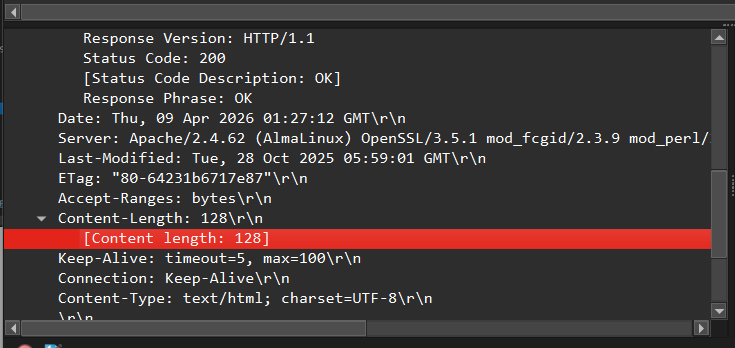 Response Version: HTTP/1.1
Status Code: 200
[Status Code Description: OK]
Response Phrase: OK
Date: Thu, 09 Apr 2026 01:27:12 GMT\r\n
Server: Apache/2.4.62 (AlmaLinux) OpenSSL/3.5.1 mod_fcgid/2.3.9 mod_perl/
Last-Modified: Tue, 28 Oct 2025 05:59:01 GMT\r\n
ETag: "80-64231b6717e87"\r\n
Accept-Ranges: bytes\r\n
Content-Length: 128\r\n
[Content length: 128]
Keep-Alive: timeout=5, max=100\r\n
Connection: Keep-Alive\r\n
Content-Type: text/html; charset=UTF-8\r\n
\r\n